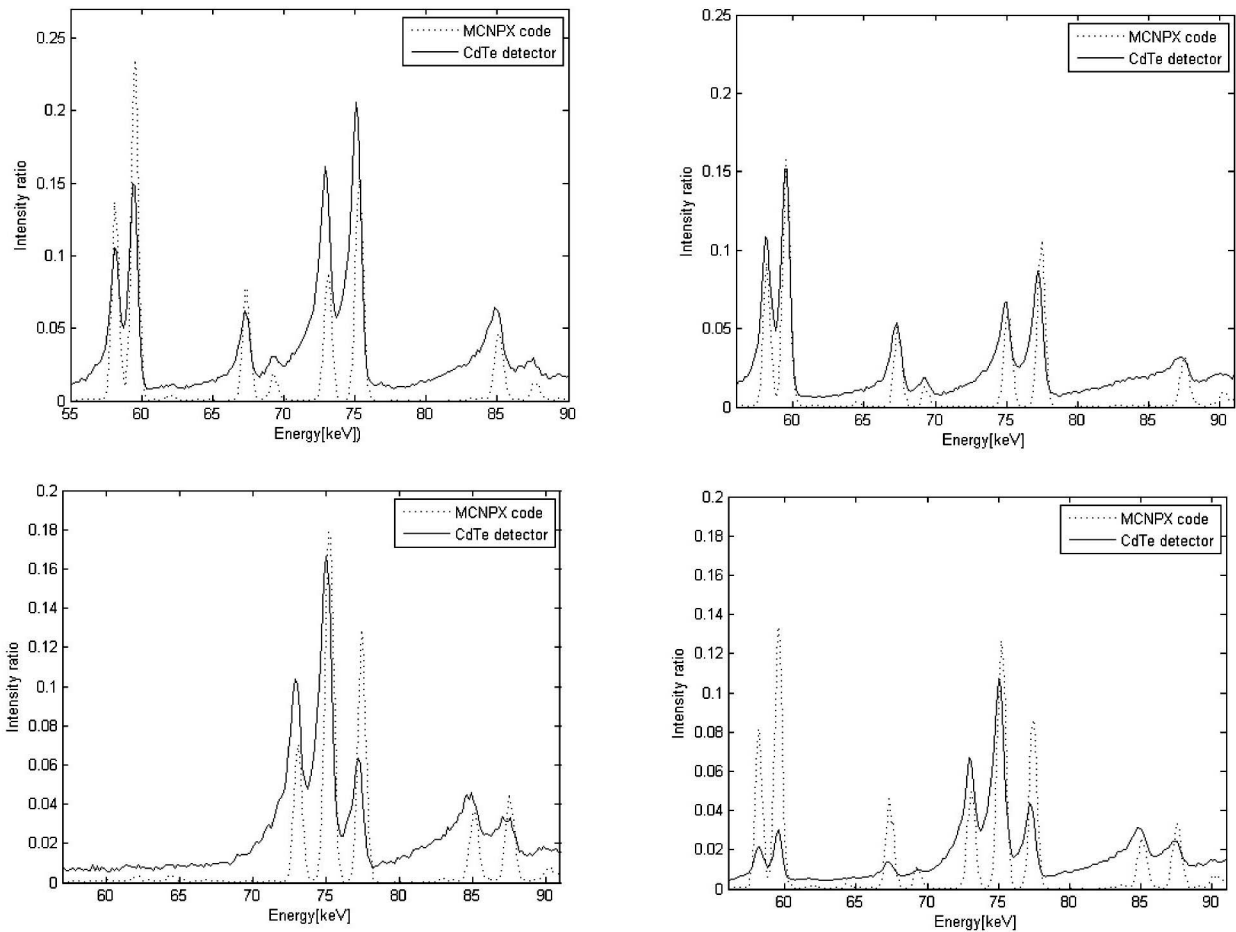 0.25
0.2
0.15
0.1
0.05
0
55 60 65 70 75 80 85 90
Intensity ratio
Energy[keV])
MCNPX code
CdTe detector
0.25
0.2
0.15
0.1
0.05
0
60 65 70 75 80 85 90
Intensity ratio
Energy[keV]
MCNPX code
CdTe detector
0.2
0.18
0.16
0.14
0.12
0.1
0.08
0.06
0.04
0.02
0
60 65 70 75 80 85 90
Intensity ratio
Energy[keV]
MCNPX code
CdTe detector
0.2
0.18
0.16
0.14
0.12
0.1
0.08
0.06
0.04
0.02
0
60 65 70 75 80 85 90
Intensity ratio
Energy[keV]
MCNPX code
CdTe detector